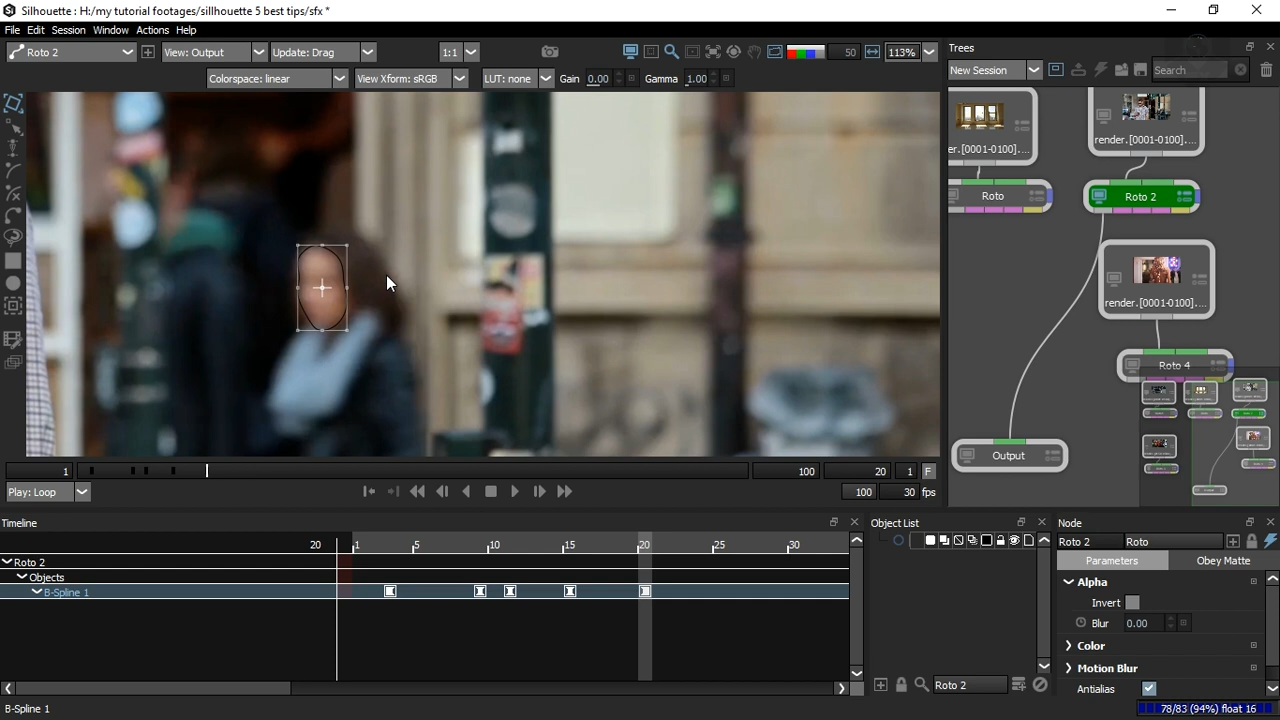 Silhouette : H:/my tutorial footages/sillhouette 5 best tips/sfx *
File Edit Session Window Actions Help
Roto 2 View: Output Update: Drag 1:1 50 113%
Colorspace: linear View Xform: sRGB LUT: none Gain 0.00 Gamma 1.00
Trees
New Session Search
render.[0001-0100]....
render.[0001-0100]....
Roto
Roto 2
render.[0001-0100]....
Roto 4
Output
1 100 20 1 F
Play: Loop 100 30 fps
Timeline
20 1 5 10 15 20 25 30
Roto 2
Objects
B-Spline 1
Object List
Roto 2
Node
Roto 2 Roto
Parameters Obey Matte
Alpha
Invert
Blur 0.00
Color
Motion Blur
Antialias
B-Spline 1
78/83 (94%) float 16